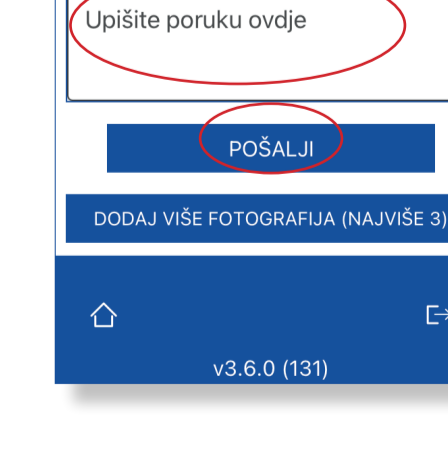 Upišite poruku ovdje
POŠALJI
DODAJ VIŠE FOTOGRAFIJA (NAJVIŠE 3)
v3.6.0 (131)